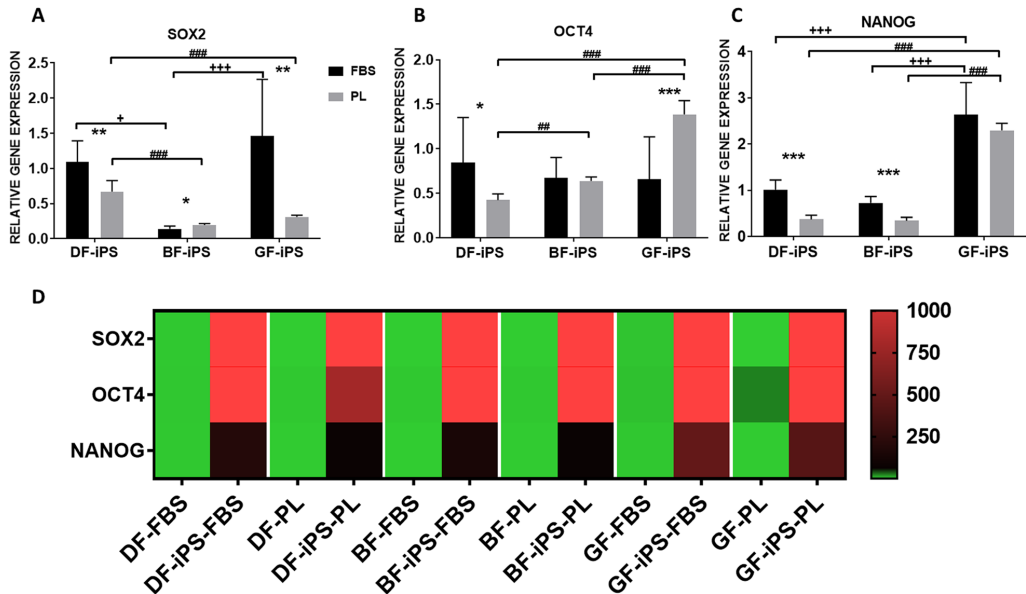 A
SOX2
RELATIVE GENE EXPRESSION
2.5
2.0
1.5
1.0
0.5
0.0
###
+++
**
+
**
###
*
DF-iPS
BF-iPS
GF-iPS
FBS
PL
B
OCT4
RELATIVE GENE EXPRESSION
2.0
1.5
1.0
0.5
0.0
###
###
***
*
##
DF-iPS
BF-iPS
GF-iPS
C
NANOG
RELATIVE GENE EXPRESSION
4
3
2
1
0
+++
###
+++
###
***
***
DF-iPS
BF-iPS
GF-iPS
D
SOX2
OCT4
NANOG
DF-FBS
DF-iPS-FBS
DF-PL
DF-iPS-PL
BF-FBS
BF-iPS-FBS
BF-PL
BF-iPS-PL
GF-FBS
GF-iPS-FBS
GF-PL
GF-iPS-PL
1000
750
500
250